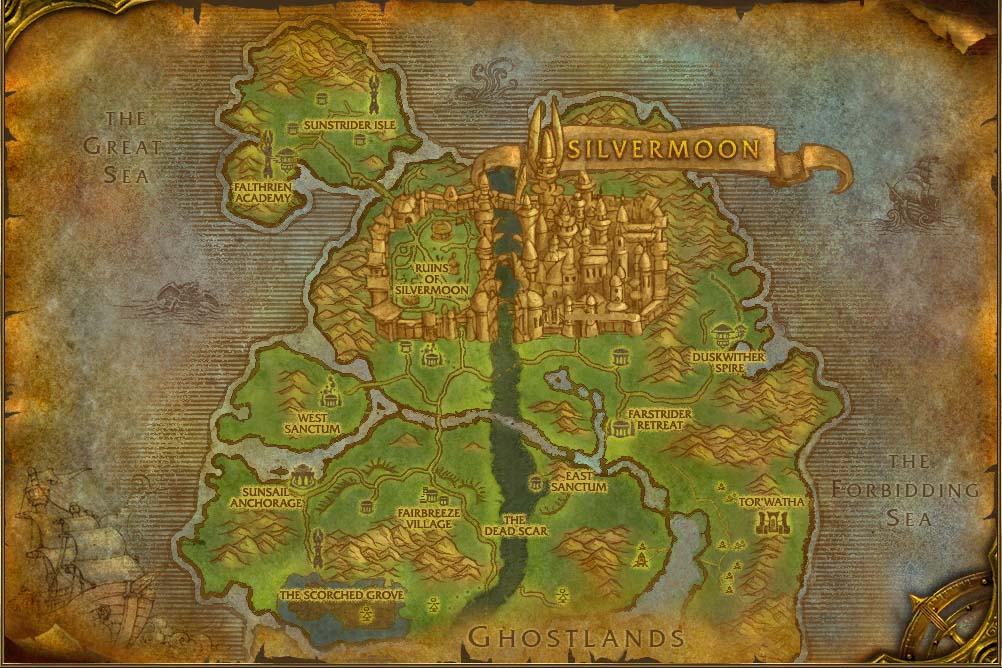 THE
GREAT
SEA
SUNSTRIDER ISLE
SILVERMOON
FALTHRIEN
ACADEMY
RUINS
OF
SILVERMOON
DUSKWITHER
SPIRE
WEST
SANCTUM
FARSTRIDER
RETREAT
THE
FORBIDDING
SEA
SUNSAIL
ANCHORAGE
EAST
SANCTUM
TOR'WATHA
FAIRBREEZE
VILLAGE
THE
DEAD SCAR
THE SCORCHED GROVE
GHOSTLANDS